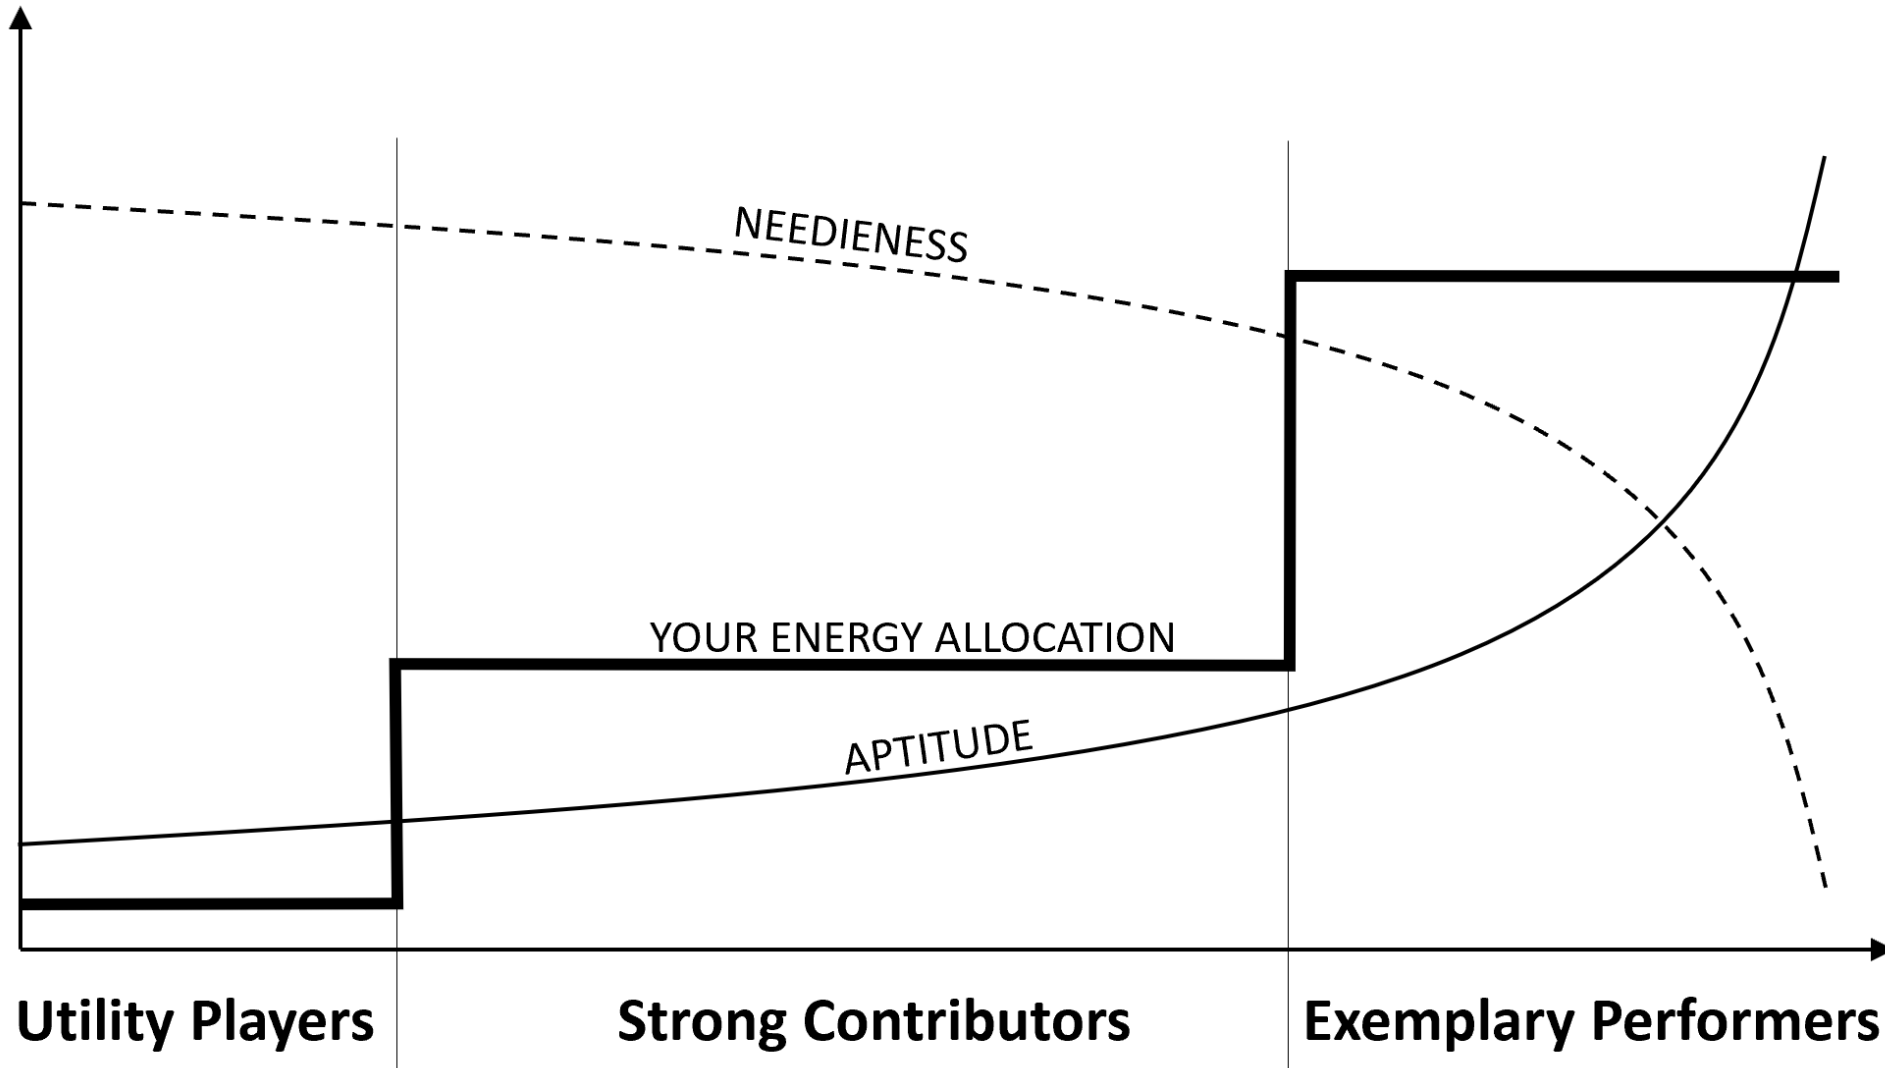 NEEDIENESS
YOUR ENERGY ALLOCATION
APTITUDE
Utility Players
Strong Contributors
Exemplary Performers